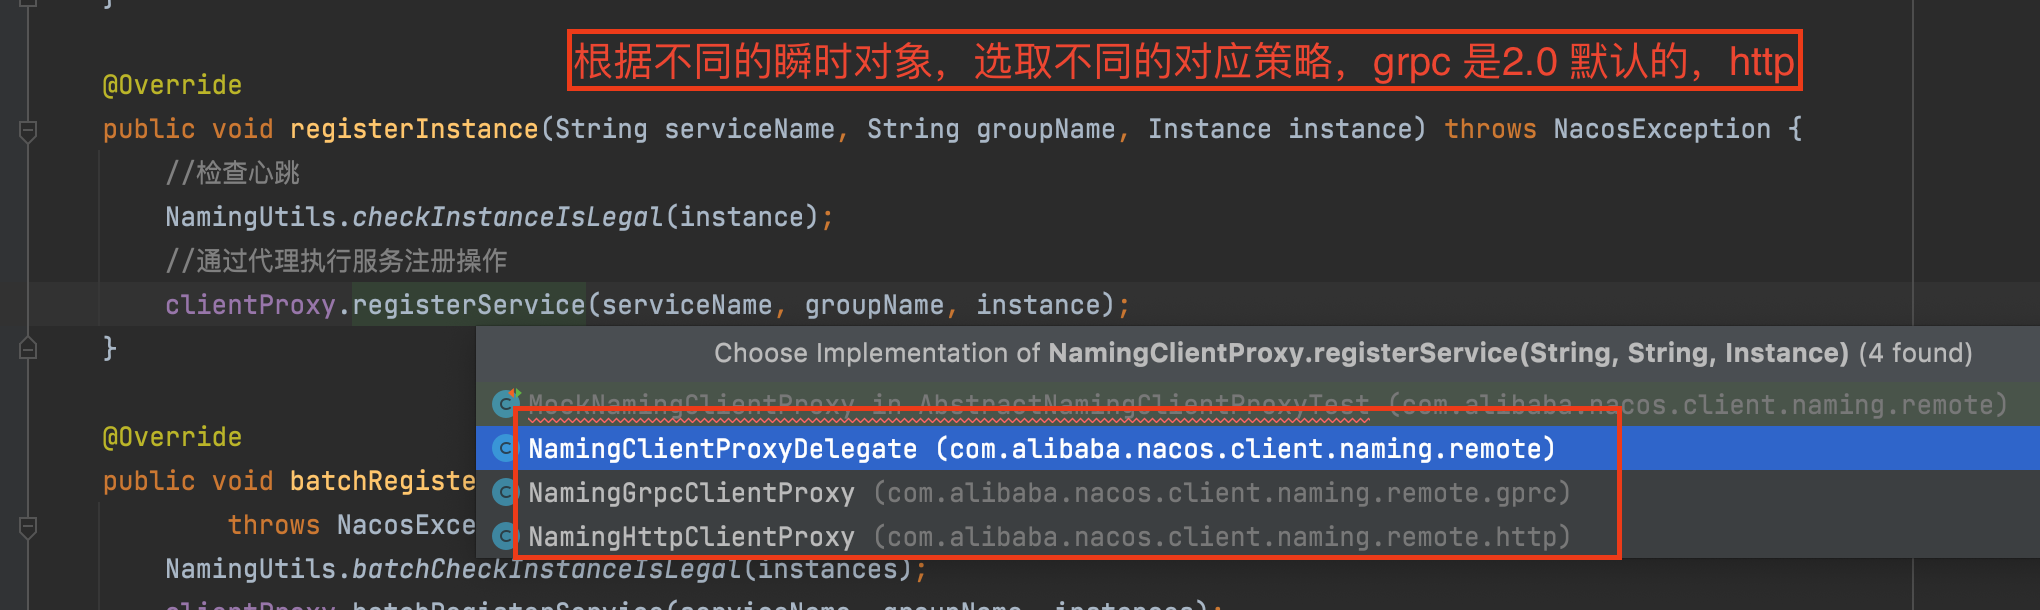 }
根据不同的瞬时对象，选取不同的对应策略，grpc 是2.0 默认的，http
@Override
public void registerInstance(String serviceName, String groupName, Instance instance) throws NacosException {
//检查心跳
NamingUtils.checkInstanceIsLegal(instance);
//通过代理执行服务注册操作
clientProxy.registerService(serviceName, groupName, instance);
}
Choose Implementation of NamingClientProxy.registerService(String, String, Instance) (4 found)
MockNamingClientProxy in AbstractNamingClientProxyTest (com.alibaba.nacos.client.naming.remote)
@Override
NamingClientProxyDelegate (com.alibaba.nacos.client.naming.remote)
public void batchRegiste
NamingGrpcClientProxy (com.alibaba.nacos.client.naming.remote.gprc)
throws NacosExce
NamingHttpClientProxy (com.alibaba.nacos.client.naming.remote.http)
NamingUtils.batchCheckInstanceIsLegal(instances);
clientProxy.batchRegisterService(serviceName, groupName, instances);